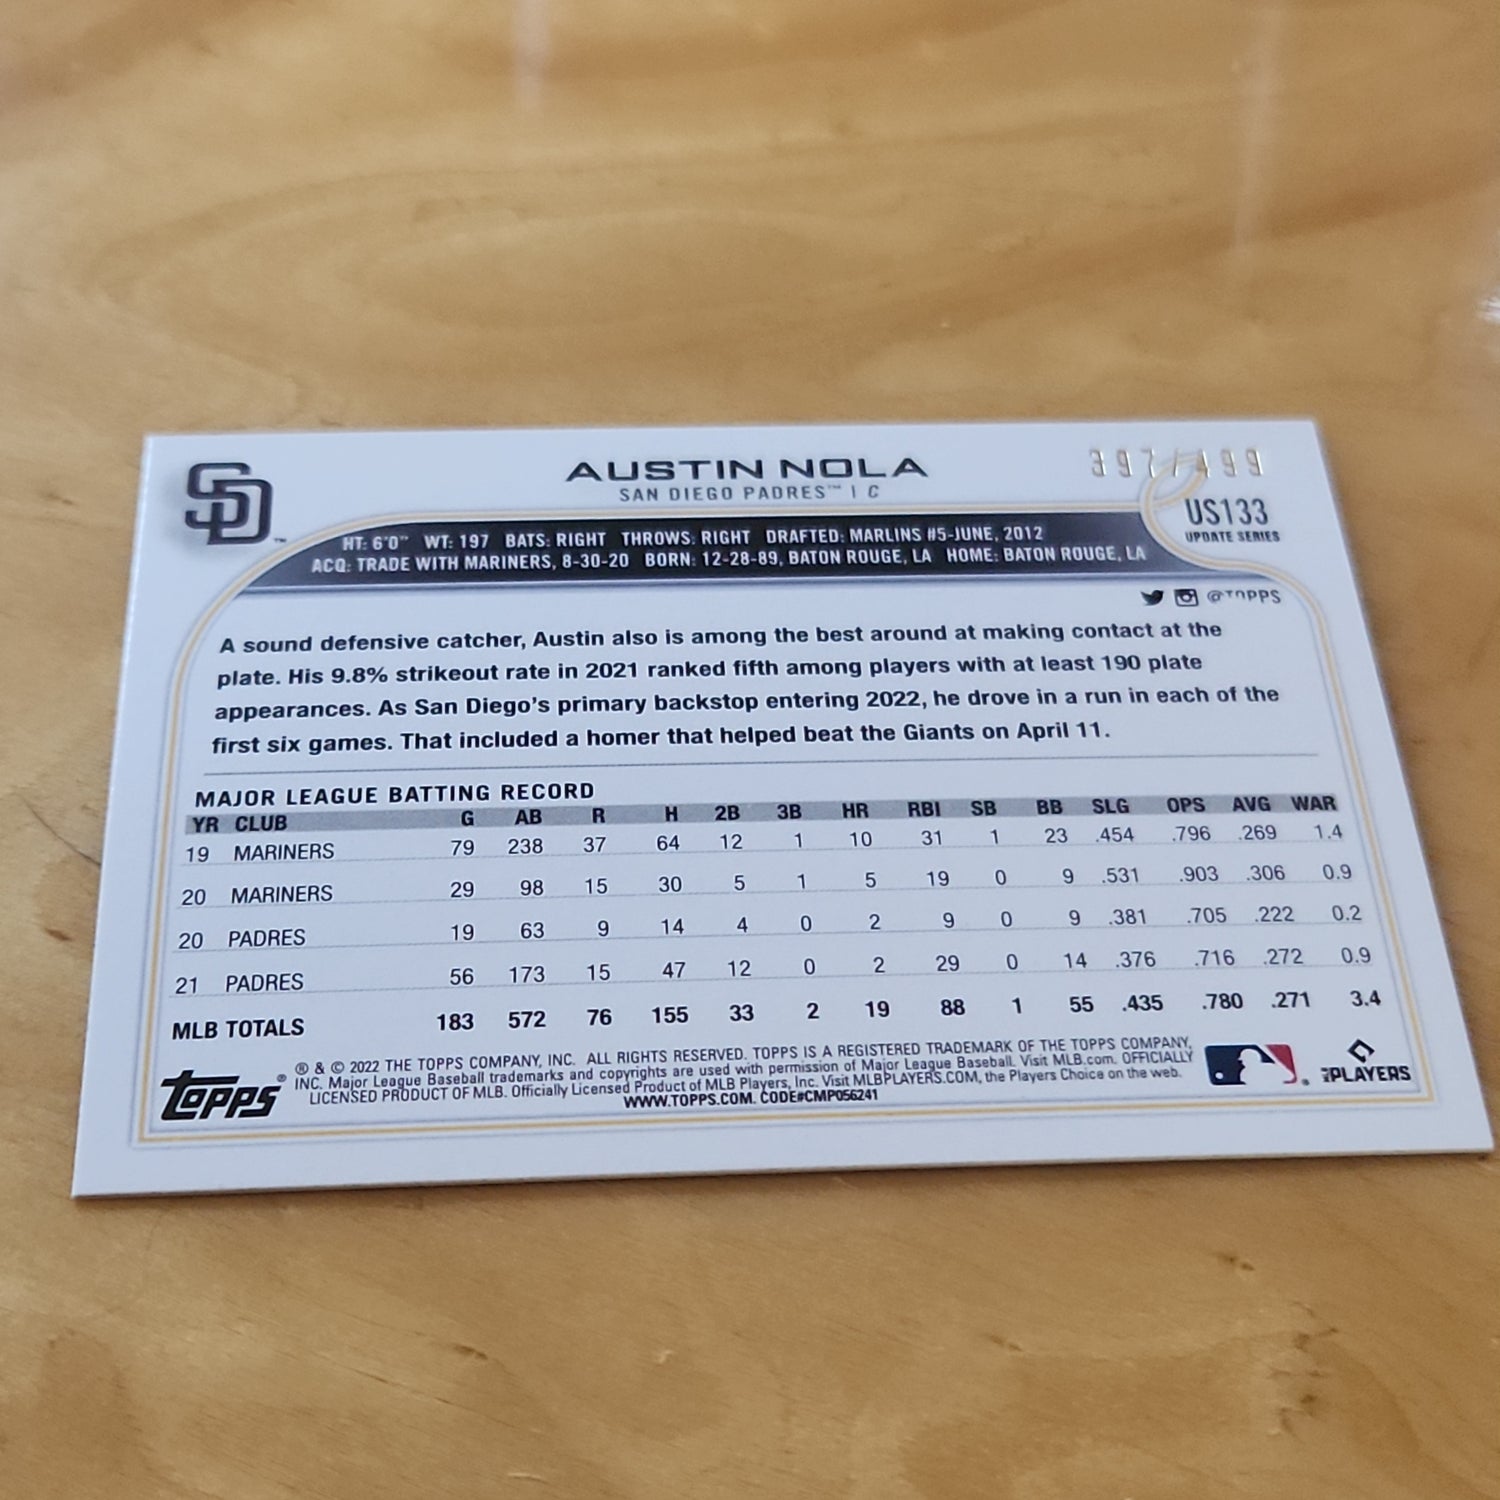 SD™
AUSTIN NOLA
SAN DIEGO PADRES™ | C
397/499
US133
UPDATE SERIES
HT: 6'0" WT: 197 BATS: RIGHT THROWS: RIGHT DRAFTED: MARLINS #5-JUNE, 2012
ACQ: TRADE WITH MARINERS, 8-30-20 BORN: 12-28-89, BATON ROUGE, LA HOME: BATON ROUGE, LA
@TOPPS
A sound defensive catcher, Austin also is among the best around at making contact at the
plate. His 9.8% strikeout rate in 2021 ranked fifth among players with at least 190 plate
appearances. As San Diego's primary backstop entering 2022, he drove in a run in each of the
first six games. That included a homer that helped beat the Giants on April 11.
MAJOR LEAGUE BATTING RECORD
YR CLUB G AB R H 2B 3B HR RBI SB BB SLG OPS AVG WAR
19 MARINERS 79 238 37 64 12 1 10 31 1 23 .454 .796 .269 1.4
20 MARINERS 29 98 15 30 5 1 5 19 0 9 .531 .903 .306 0.9
20 PADRES 19 63 9 14 4 0 2 9 0 9 .381 .705 .222 0.2
21 PADRES 56 173 15 47 12 0 2 29 0 14 .376 .716 .272 0.9
MLB TOTALS 183 572 76 155 33 2 19 88 1 55 .435 .780 .271 3.4
topps®
® & © 2022 THE TOPPS COMPANY, INC. ALL RIGHTS RESERVED. TOPPS IS A REGISTERED TRADEMARK OF THE TOPPS COMPANY,
INC. Major League Baseball trademarks and copyrights are used with permission of Major League Baseball. Visit MLB.com. OFFICIALLY
LICENSED PRODUCT OF MLB. Officially Licensed Product of MLB Players, Inc. Visit MLBPLAYERS.COM, the Players Choice on the web.
WWW.TOPPS.COM. CODE#CMP056241
PLAYERS